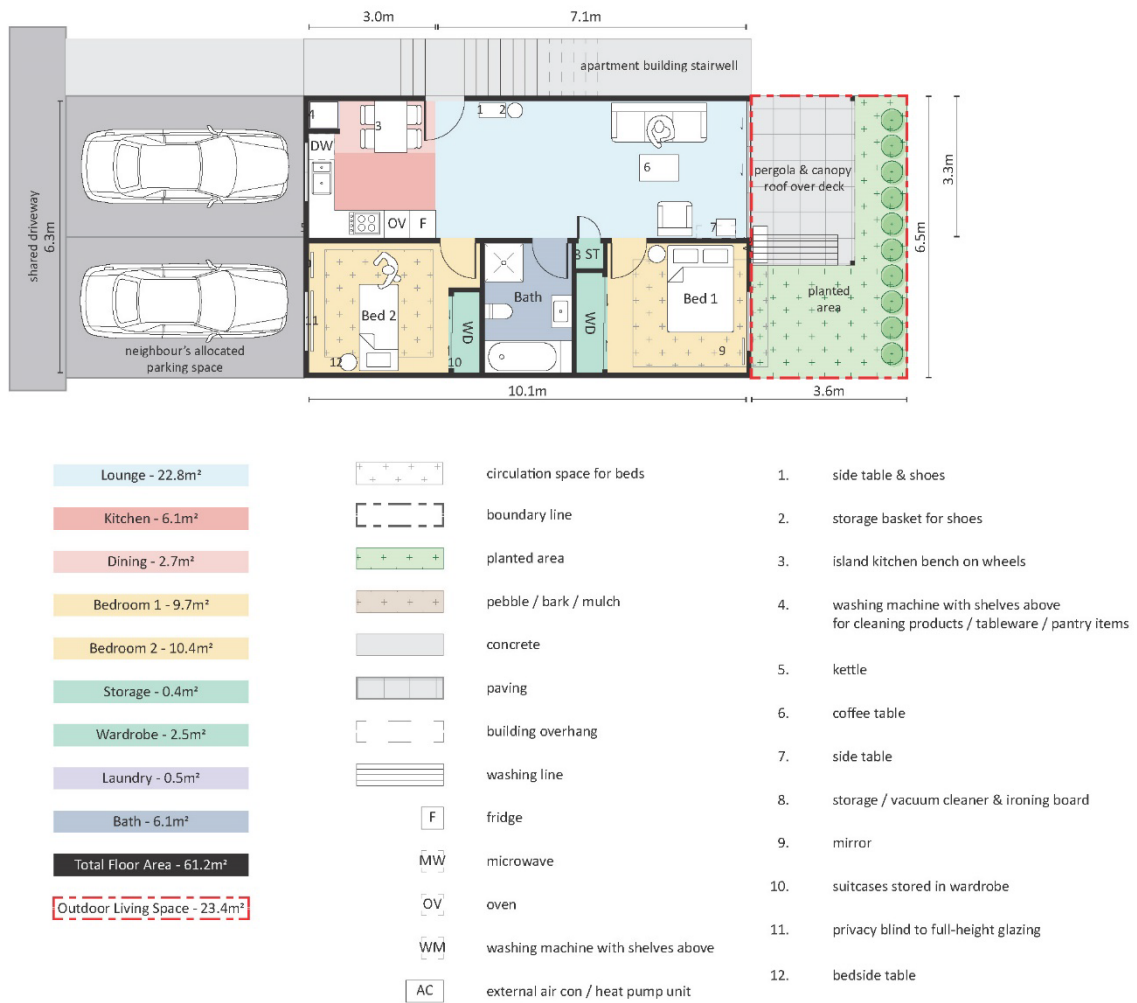 3.0m
7.1m
apartment building stairwell
shared driveway
6.3m
4
3
1
2
DW
6
pergola & canopy
roof over deck
3.3m
6.5m
OV
F
7
8
ST
Bath
Bed 1
Bed 2
WD
WD
planted
area
11
12
10
9
neighbour's allocated
parking space
10.1m
3.6m
Lounge - 22.8m²
Kitchen - 6.1m²
Dining - 2.7m²
Bedroom 1 - 9.7m²
Bedroom 2 - 10.4m²
Storage - 0.4m²
Wardrobe - 2.5m²
Laundry - 0.5m²
Bath - 6.1m²
Total Floor Area - 61.2m²
Outdoor Living Space - 23.4m²
circulation space for beds
boundary line
planted area
pebble / bark / mulch
concrete
paving
building overhang
washing line
F fridge
MW microwave
OV oven
WM washing machine with shelves above
AC external air con / heat pump unit
1. side table & shoes
2. storage basket for shoes
3. island kitchen bench on wheels
4. washing machine with shelves above
for cleaning products / tableware / pantry items
5. kettle
6. coffee table
7. side table
8. storage / vacuum cleaner & ironing board
9. mirror
10. suitcases stored in wardrobe
11. privacy blind to full-height glazing
12. bedside table